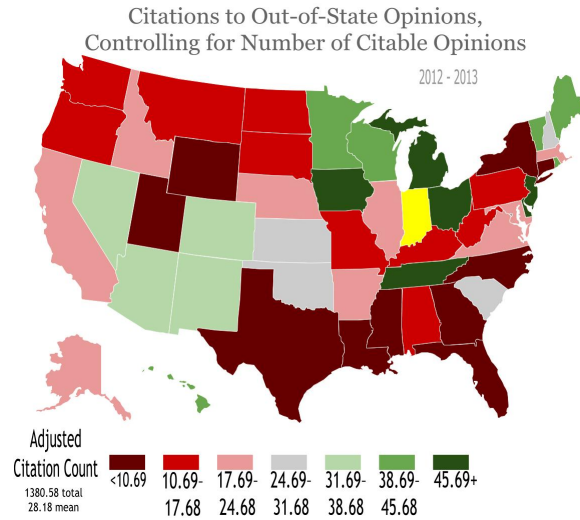 Citations to Out-of-State Opinions,
Controlling for Number of Citable Opinions
2012 - 2013
Adjusted
Citation Count
1380.58 total
28.18 mean
<10.69
10.69-
17.68
17.69-
24.68
24.69-
31.68
31.69-
38.68
38.69-
45.68
45.69+